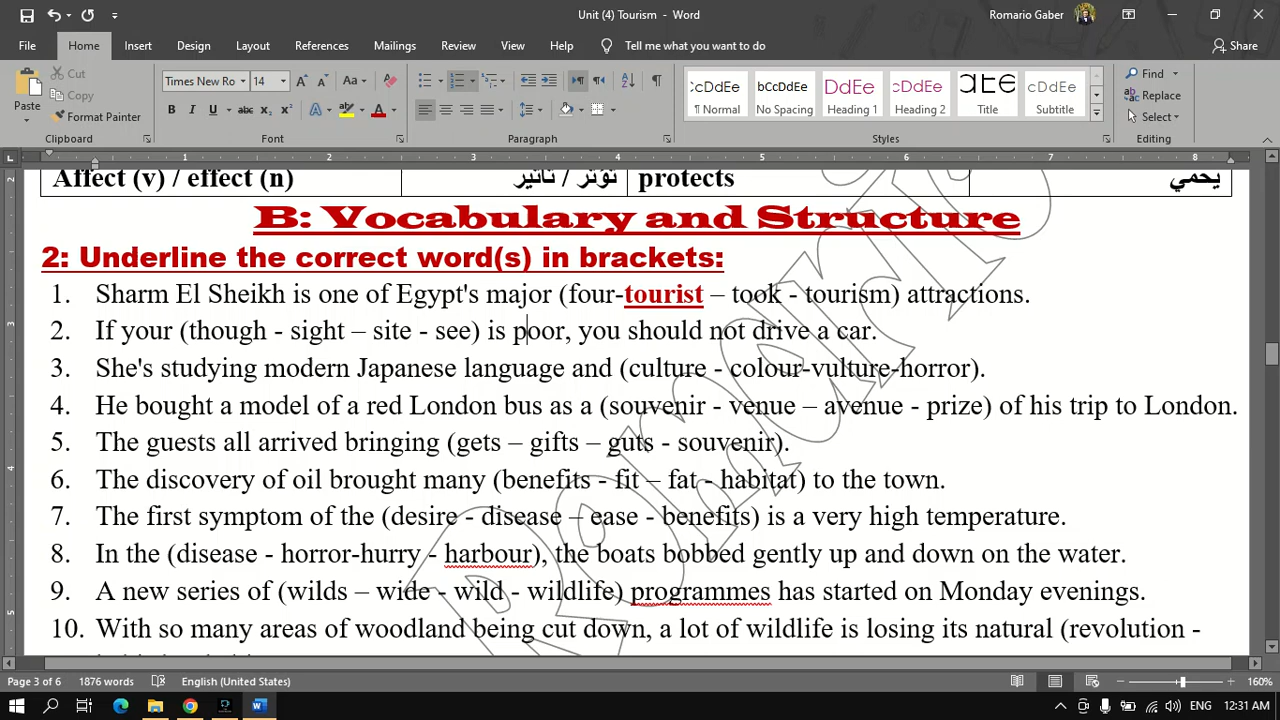 Unit (4) Tourism - Word
Romario Gaber
File Home Insert Design Layout References Mailings Review View Help Tell me what you want to do Share
Paste
Cut
Copy
Format Painter
Times New Ro 14
Clipboard Font Paragraph Styles Editing
¶ Normal No Spacing Heading 1 Heading 2 Title Subtitle
Find
Replace
Select
Affect (v) / effect (n) تؤثر / تأثير protects يحمي
B: Vocabulary and Structure
2: Underline the correct word(s) in brackets:
1. Sharm El Sheikh is one of Egypt's major (four-tourist – took - tourism) attractions.
2. If your (though - sight – site - see) is poor, you should not drive a car.
3. She's studying modern Japanese language and (culture - colour-vulture-horror).
4. He bought a model of a red London bus as a (souvenir - venue – avenue - prize) of his trip to London.
5. The guests all arrived bringing (gets – gifts – guts - souvenir).
6. The discovery of oil brought many (benefits - fit – fat - habitat) to the town.
7. The first symptom of the (desire - disease – ease - benefits) is a very high temperature.
8. In the (disease - horror-hurry - harbour), the boats bobbed gently up and down on the water.
9. A new series of (wilds – wide - wild - wildlife) programmes has started on Monday evenings.
10. With so many areas of woodland being cut down, a lot of wildlife is losing its natural (revolution -
Page 3 of 6 1876 words English (United States) 160%
ENG 12:31 AM